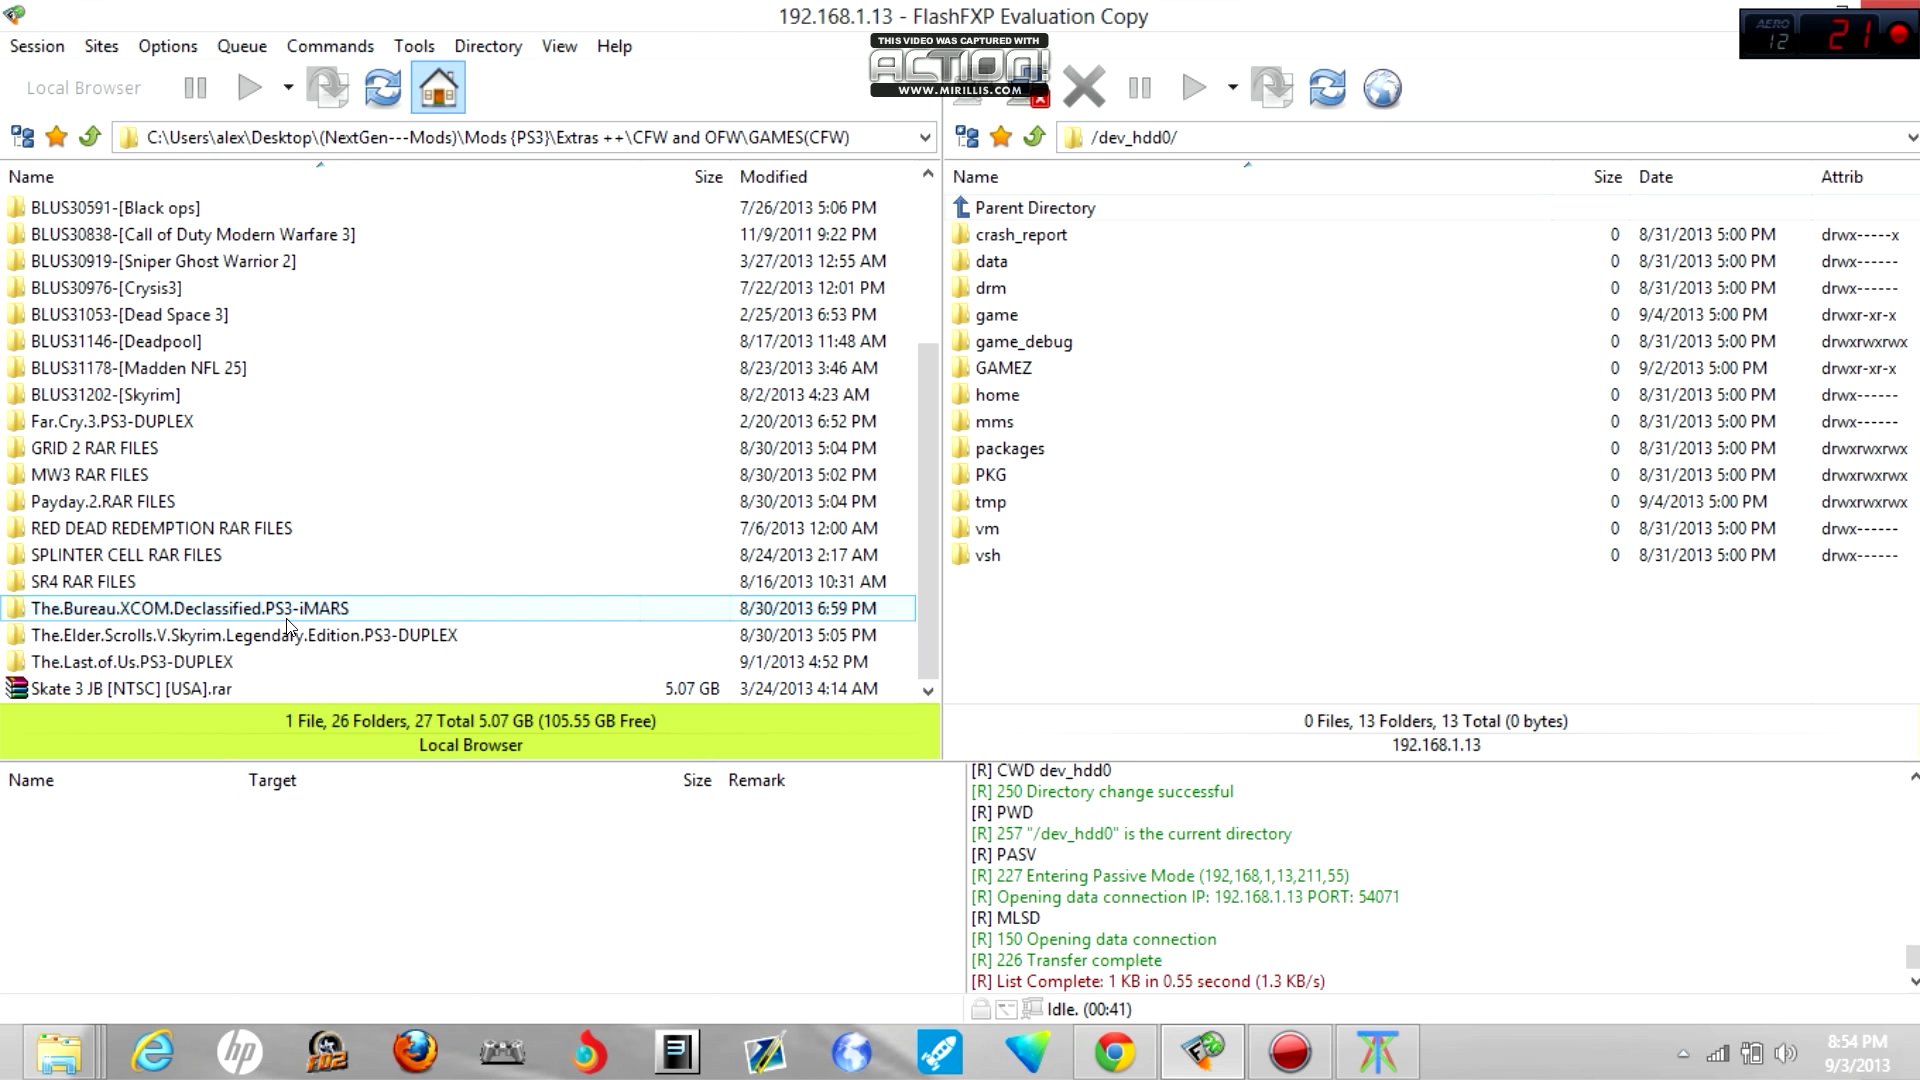 192.168.1.13 - FlashFXP Evaluation Copy
AERO 12 21
Session Sites Options Queue Commands Tools Directory View Help
THIS VIDEO WAS CAPTURED WITH
ACTION!
WWW.MIRILLIS.COM
Local Browser
C:\Users\alex\Desktop\(NextGen---Mods)\Mods {PS3}\Extras ++\CFW and OFW\GAMES(CFW)
Name Size Modified
BLUS30591-[Black ops] 7/26/2013 5:06 PM
BLUS30838-[Call of Duty Modern Warfare 3] 11/9/2011 9:22 PM
BLUS30919-[Sniper Ghost Warrior 2] 3/27/2013 12:55 AM
BLUS30976-[Crysis3] 7/22/2013 12:01 PM
BLUS31053-[Dead Space 3] 2/25/2013 6:53 PM
BLUS31146-[Deadpool] 8/17/2013 11:48 AM
BLUS31178-[Madden NFL 25] 8/23/2013 3:46 AM
BLUS31202-[Skyrim] 8/2/2013 4:23 AM
Far.Cry.3.PS3-DUPLEX 2/20/2013 6:52 PM
GRID 2 RAR FILES 8/30/2013 5:04 PM
MW3 RAR FILES 8/30/2013 5:02 PM
Payday.2.RAR FILES 8/30/2013 5:04 PM
RED DEAD REDEMPTION RAR FILES 7/6/2013 12:00 AM
SPLINTER CELL RAR FILES 8/24/2013 2:17 AM
SR4 RAR FILES 8/16/2013 10:31 AM
The.Bureau.XCOM.Declassified.PS3-iMARS 8/30/2013 6:59 PM
The.Elder.Scrolls.V.Skyrim.Legendary.Edition.PS3-DUPLEX 8/30/2013 5:05 PM
The.Last.of.Us.PS3-DUPLEX 9/1/2013 4:52 PM
Skate 3 JB [NTSC] [USA].rar 5.07 GB 3/24/2013 4:14 AM
1 File, 26 Folders, 27 Total 5.07 GB (105.55 GB Free)
Local Browser
/dev_hdd0/
Name Size Date Attrib
Parent Directory
crash_report 0 8/31/2013 5:00 PM drwx-----x
data 0 8/31/2013 5:00 PM drwx------
drm 0 8/31/2013 5:00 PM drwx------
game 0 9/4/2013 5:00 PM drwxr-xr-x
game_debug 0 8/31/2013 5:00 PM drwxrwxrwx
GAMEZ 0 9/2/2013 5:00 PM drwxr-xr-x
home 0 8/31/2013 5:00 PM drwx------
mms 0 8/31/2013 5:00 PM drwx------
packages 0 8/31/2013 5:00 PM drwxrwxrwx
PKG 0 8/31/2013 5:00 PM drwxrwxrwx
tmp 0 9/4/2013 5:00 PM drwxrwxrwx
vm 0 8/31/2013 5:00 PM drwx------
vsh 0 8/31/2013 5:00 PM drwx------
0 Files, 13 Folders, 13 Total (0 bytes)
192.168.1.13
Name Target Size Remark
[R] CWD dev_hdd0
[R] 250 Directory change successful
[R] PWD
[R] 257 "/dev_hdd0" is the current directory
[R] PASV
[R] 227 Entering Passive Mode (192,168,1,13,211,55)
[R] Opening data connection IP: 192.168.1.13 PORT: 54071
[R] MLSD
[R] 150 Opening data connection
[R] 226 Transfer complete
[R] List Complete: 1 KB in 0.55 second (1.3 KB/s)
Idle. (00:41)
hp
8:54 PM
9/3/2013